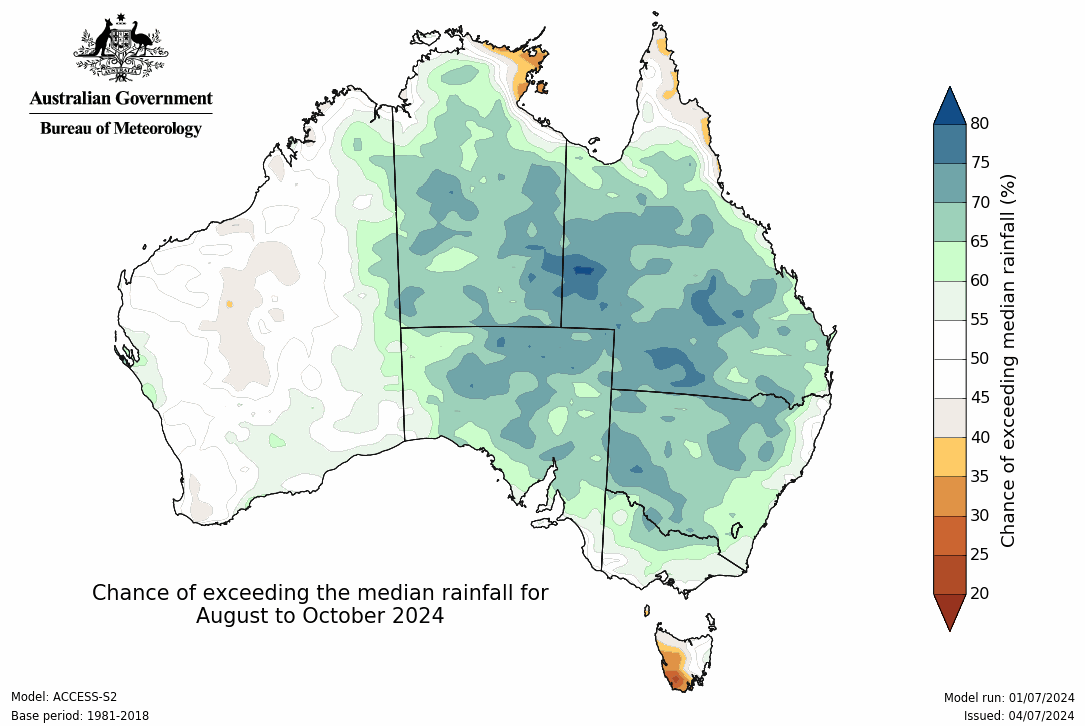 AUSTRALIA
Australian Government
Bureau of Meteorology
80
75
70
65
60
55
50
45
40
35
30
25
20
Chance of exceeding median rainfall (%)
Chance of exceeding the median rainfall for
August to October 2024
Model: ACCESS-S2
Base period: 1981-2018
Model run: 01/07/2024
Issued: 04/07/2024